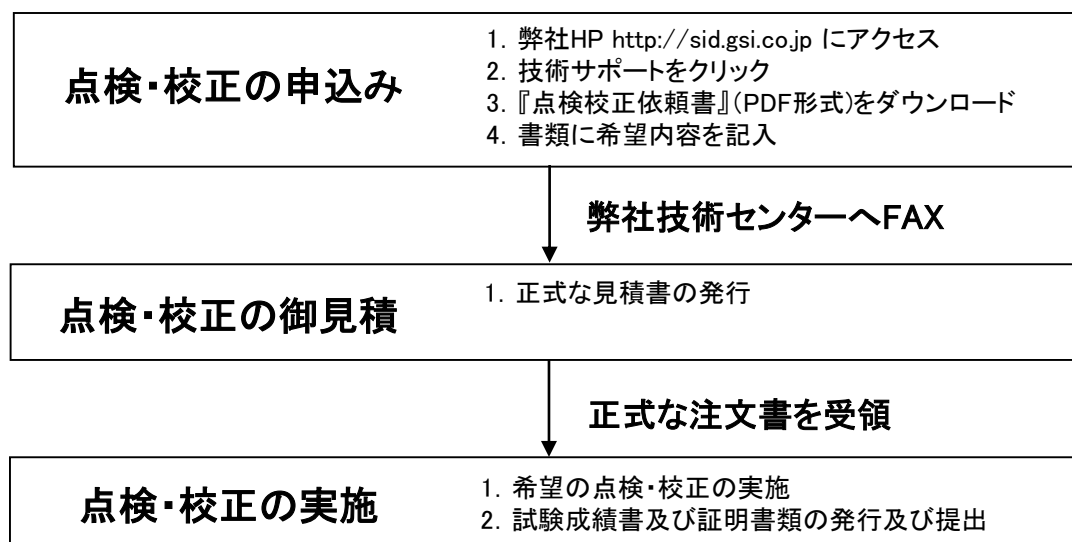 点検・校正の申込み
1. 弊社HP http://sid.gsi.co.jp にアクセス
2. 技術サポートをクリック
3. 『点検校正依頼書』(PDF形式)をダウンロード
4. 書類に希望内容を記入
弊社技術センターへFAX
点検・校正の御見積
1. 正式な見積書の発行
正式な注文書を受領
点検・校正の実施
1. 希望の点検・校正の実施
2. 試験成績書及び証明書類の発行及び提出